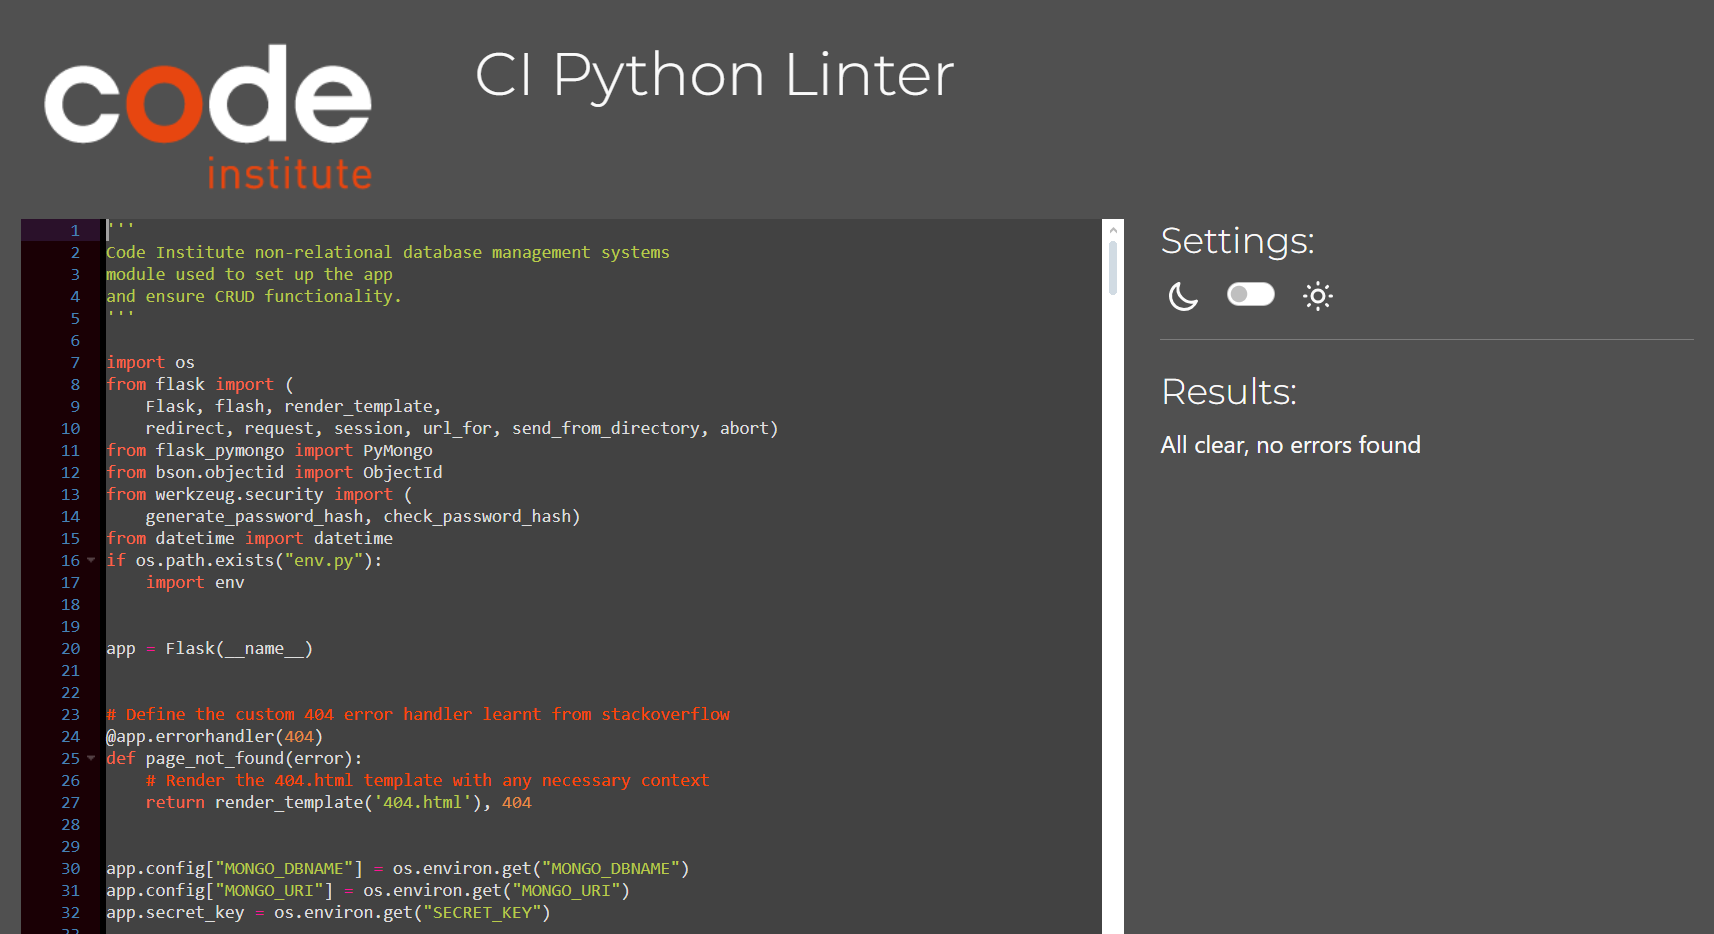 code
institute
CI Python Linter
1 '''
2 Code Institute non-relational database management systems
3 module used to set up the app
4 and ensure CRUD functionality.
5 '''
6
7 import os
8 from flask import (
9     Flask, flash, render_template,
10     redirect, request, session, url_for, send_from_directory, abort)
11 from flask_pymongo import PyMongo
12 from bson.objectid import ObjectId
13 from werkzeug.security import (
14     generate_password_hash, check_password_hash)
15 from datetime import datetime
16 if os.path.exists("env.py"):
17     import env
18
19
20 app = Flask(__name__)
21
22
23 # Define the custom 404 error handler learnt from stackoverflow
24 @app.errorhandler(404)
25 def page_not_found(error):
26     # Render the 404.html template with any necessary context
27     return render_template('404.html'), 404
28
29
30 app.config["MONGO_DBNAME"] = os.environ.get("MONGO_DBNAME")
31 app.config["MONGO_URI"] = os.environ.get("MONGO_URI")
32 app.secret_key = os.environ.get("SECRET_KEY")
33
Settings:
Results:
All clear, no errors found